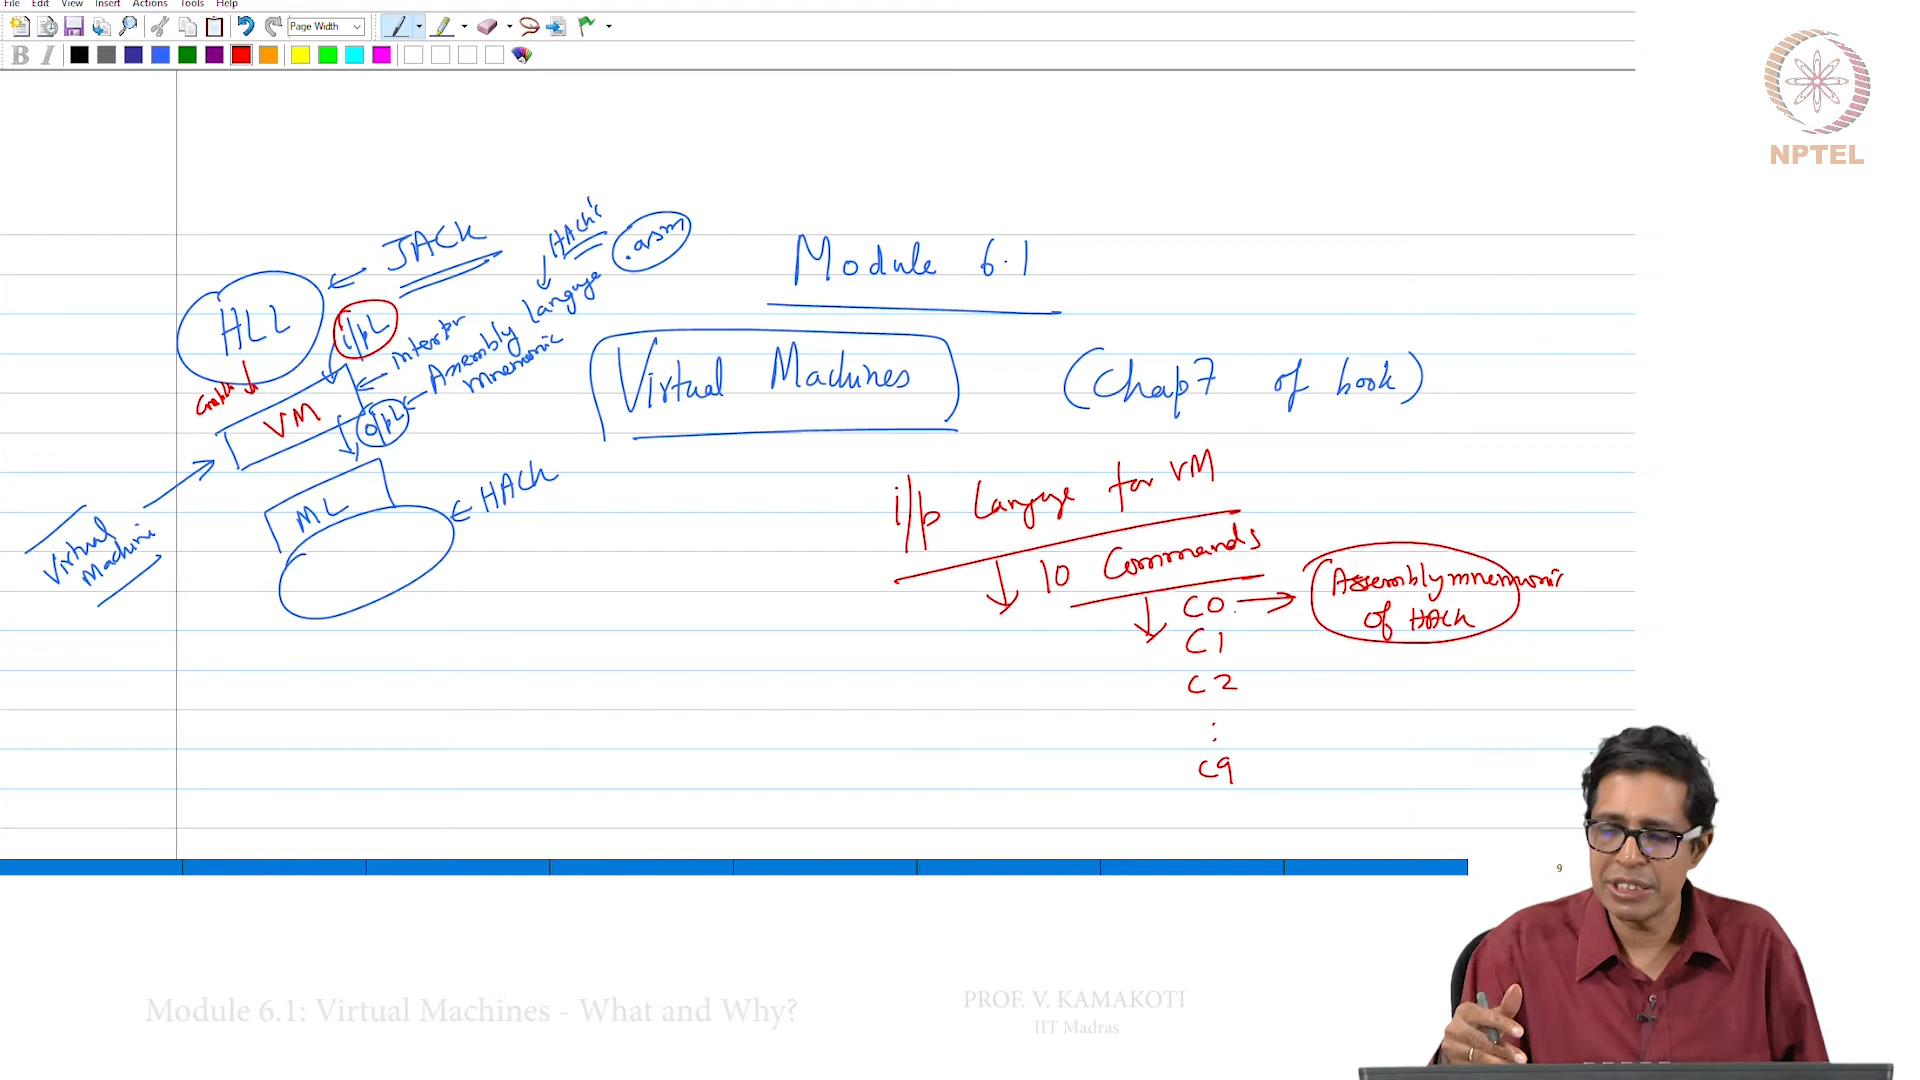 File Edit View Insert Actions Tools Help
Page Width
B I
NPTEL
Module 6.1
Virtual Machines
(Chap 7 of book)
JACK
HACK
.asm
HLL
i/pL
Assembly Language
mnemonic
VM
o/pL
ML
HACK
Virtual
Machine
i/p Language for VM
10 Commands
C0
Assembly mnemonic
of HACK
C1
C2
:
C9
9
Module 6.1: Virtual Machines - What and Why?
PROF. V. KAMAKOTI
IIT Madras